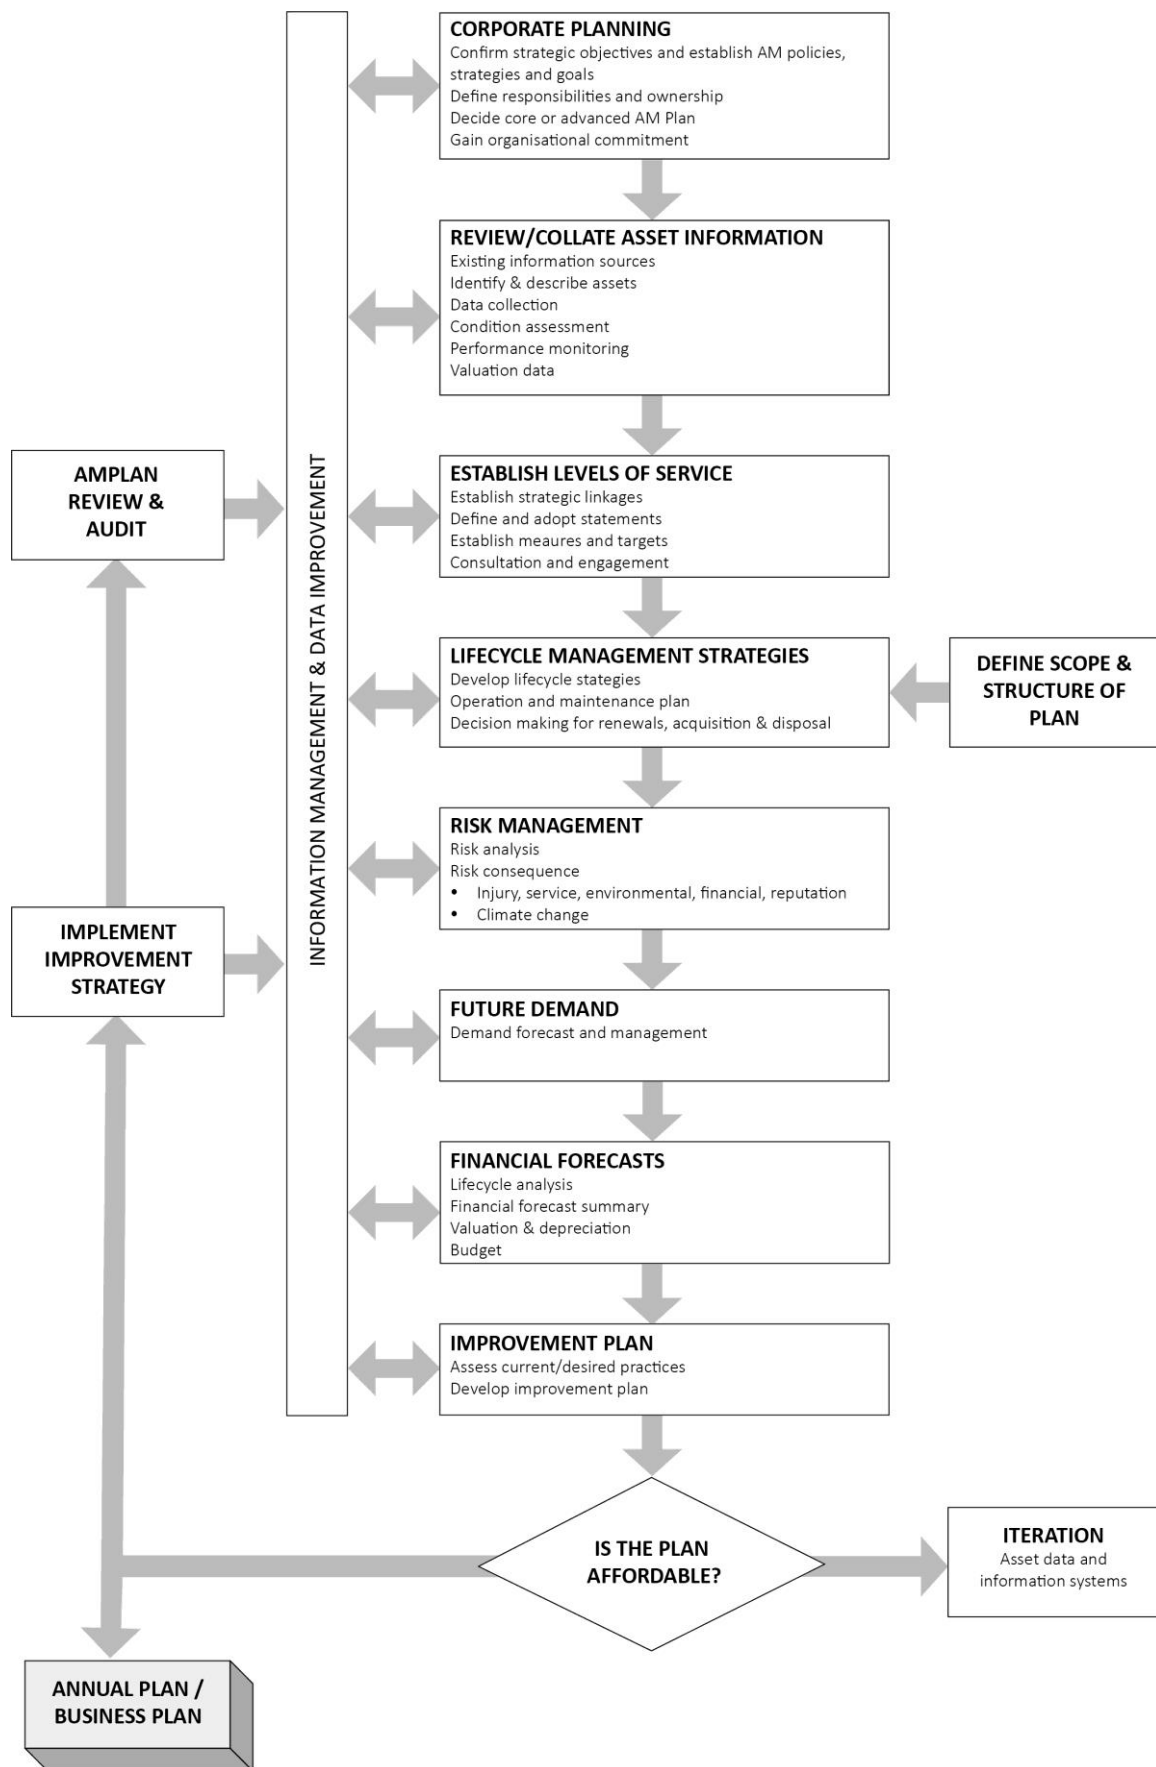 CORPORATE PLANNING
Confirm strategic objectives and establish AM policies,
strategies and goals
Define responsibilities and ownership
Decide core or advanced AM Plan
Gain organisational commitment
REVIEW/COLLATE ASSET INFORMATION
Existing information sources
Identify & describe assets
Data collection
Condition assessment
Performance monitoring
Valuation data
INFORMATION MANAGEMENT & DATA IMPROVEMENT
AMPLAN
REVIEW &
AUDIT
ESTABLISH LEVELS OF SERVICE
Establish strategic linkages
Define and adopt statements
Establish meaures and targets
Consultation and engagement
LIFECYCLE MANAGEMENT STRATEGIES
Develop lifecycle stategies
Operation and maintenance plan
Decision making for renewals, acquisition & disposal
DEFINE SCOPE &
STRUCTURE OF
PLAN
RISK MANAGEMENT
Risk analysis
Risk consequence
• Injury, service, environmental, financial, reputation
• Climate change
IMPLEMENT
IMPROVEMENT
STRATEGY
FUTURE DEMAND
Demand forecast and management
FINANCIAL FORECASTS
Lifecycle analysis
Financial forecast summary
Valuation & depreciation
Budget
IMPROVEMENT PLAN
Assess current/desired practices
Develop improvement plan
IS THE PLAN
AFFORDABLE?
ITERATION
Asset data and
information systems
ANNUAL PLAN /
BUSINESS PLAN